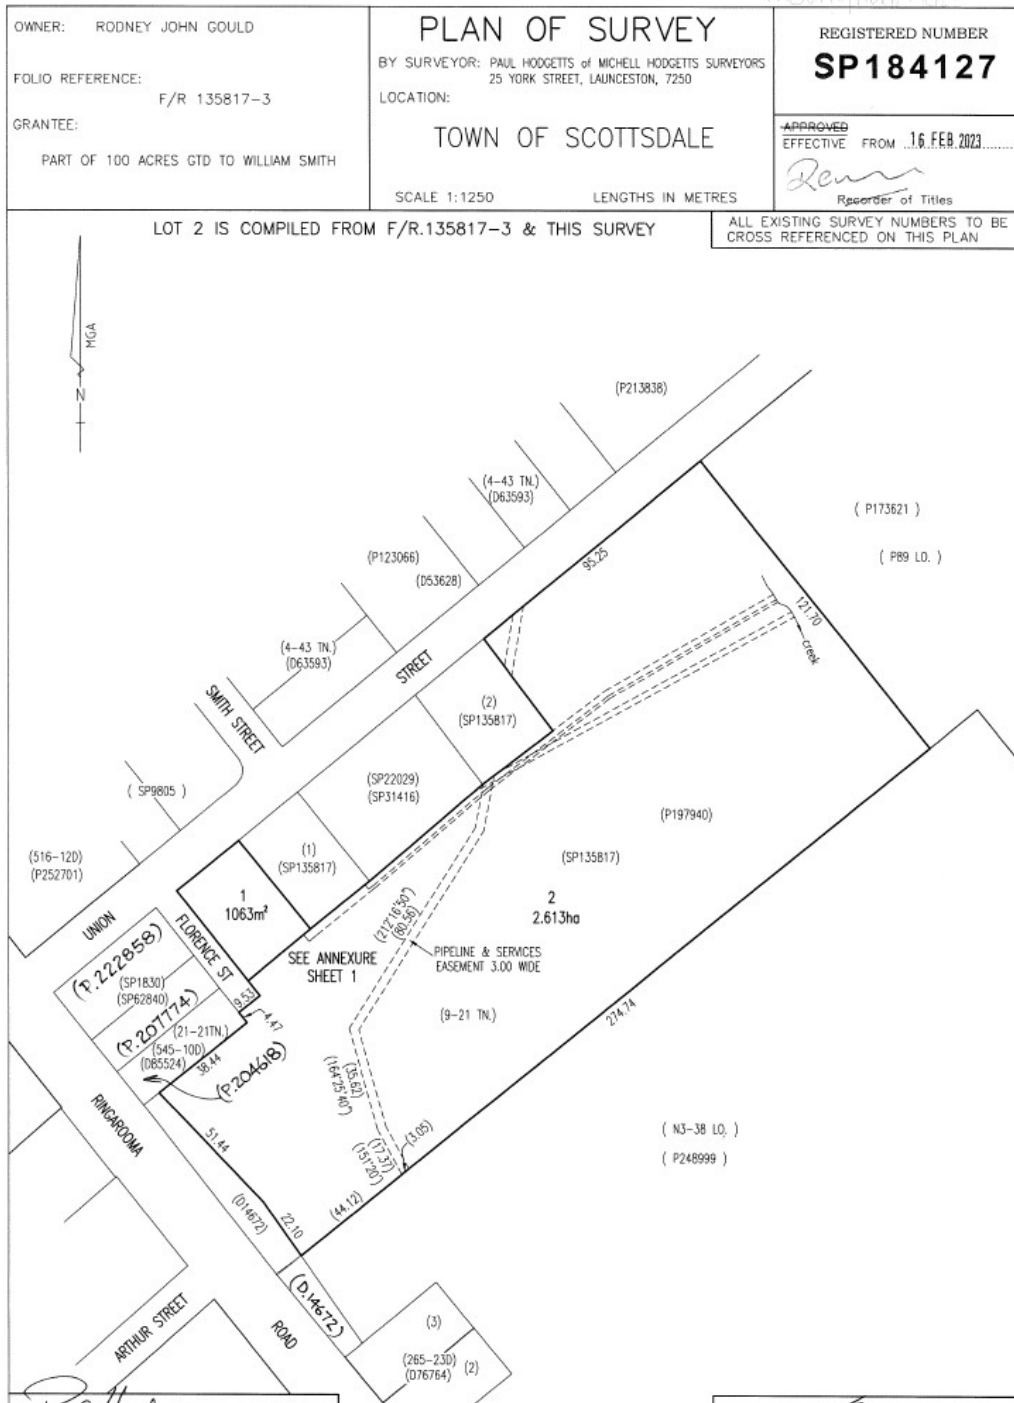 OWNER: RODNEY JOHN GOULD
FOLIO REFERENCE:
F/R 135817-3
GRANTEE:
PART OF 100 ACRES GTD TO WILLIAM SMITH
PLAN OF SURVEY
BY SURVEYOR: PAUL HODGETTS of MICHELL HODGETTS SURVEYORS
25 YORK STREET, LAUNCESTON, 7250
LOCATION:
TOWN OF SCOTTSDALE
SCALE 1:1250 LENGTHS IN METRES
REGISTERED NUMBER
SP184127
APPROVED
EFFECTIVE FROM 16 FEB 2023
Recorder of Titles
LOT 2 IS COMPILED FROM F/R.135817-3 & THIS SURVEY
ALL EXISTING SURVEY NUMBERS TO BE
CROSS REFERENCED ON THIS PLAN
MGA
N
(P213838)
(4-43 TN.)
(D63593)
( P173621 )
( P89 LO. )
(P123066)
(D53628)
95.25
121.70
creek
(4-43 TN.)
(D63593)
STREET
SMITH STREET
(2)
(SP135817)
( SP9805 )
(SP22029)
(SP31416)
(P197940)
(516-12D)
(P252701)
(1)
(SP135817)
(SP135817)
1
1063m²
2
2.613ha
UNION
FLORENCE ST
(212°16'50")
(80.56)
PIPELINE & SERVICES
EASEMENT 3.00 WIDE
SEE ANNEXURE
SHEET 1
(P.222858)
(SP1830)
(SP62840)
9.53
4.47
(9-21 TN.)
274.74
(P.207774)
(21-21TN.)
(545-10D)
(D85524)
38.44
(P.204618)
(35.62)
(164°25'40")
RINGAROOMA
51.44
(3.05)
(17.37)
(151°20')
( N3-38 LO. )
( P248999 )
(D14672)
22.10
(44.12)
(D.14672)
ARTHUR STREET
ROAD
(3)
(265-23D)
(D76764)
(2)